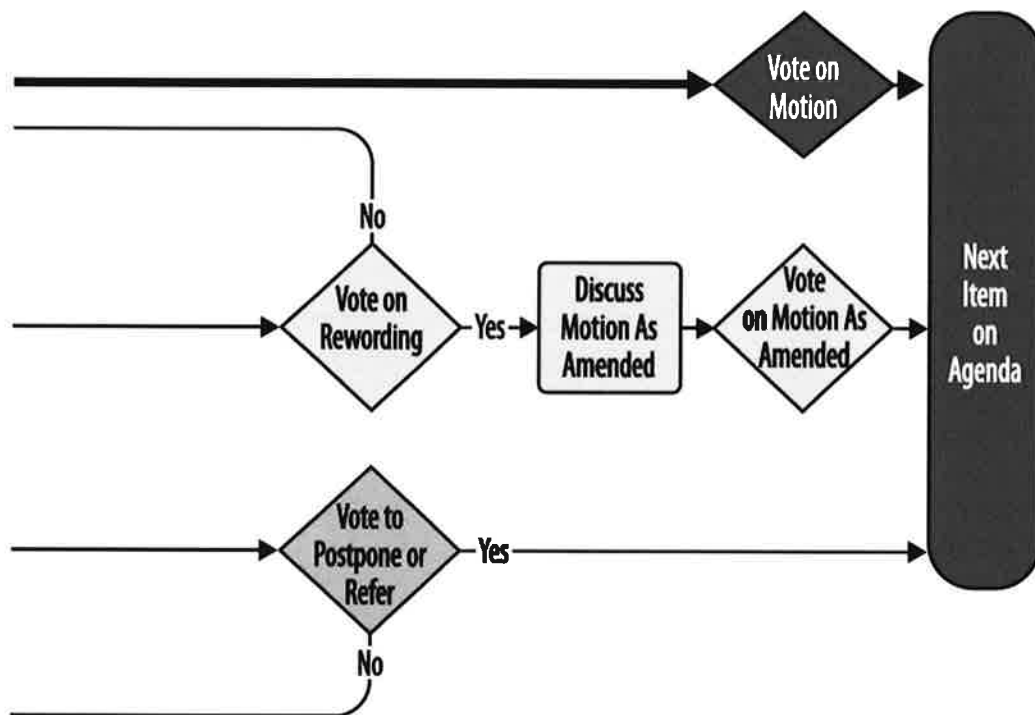 Vote on
Motion
No
Vote on
Rewording
Yes
Discuss
Motion As
Amended
Vote
on Motion As
Amended
Next
Item
on
Agenda
Vote to
Postpone or
Refer
Yes
No